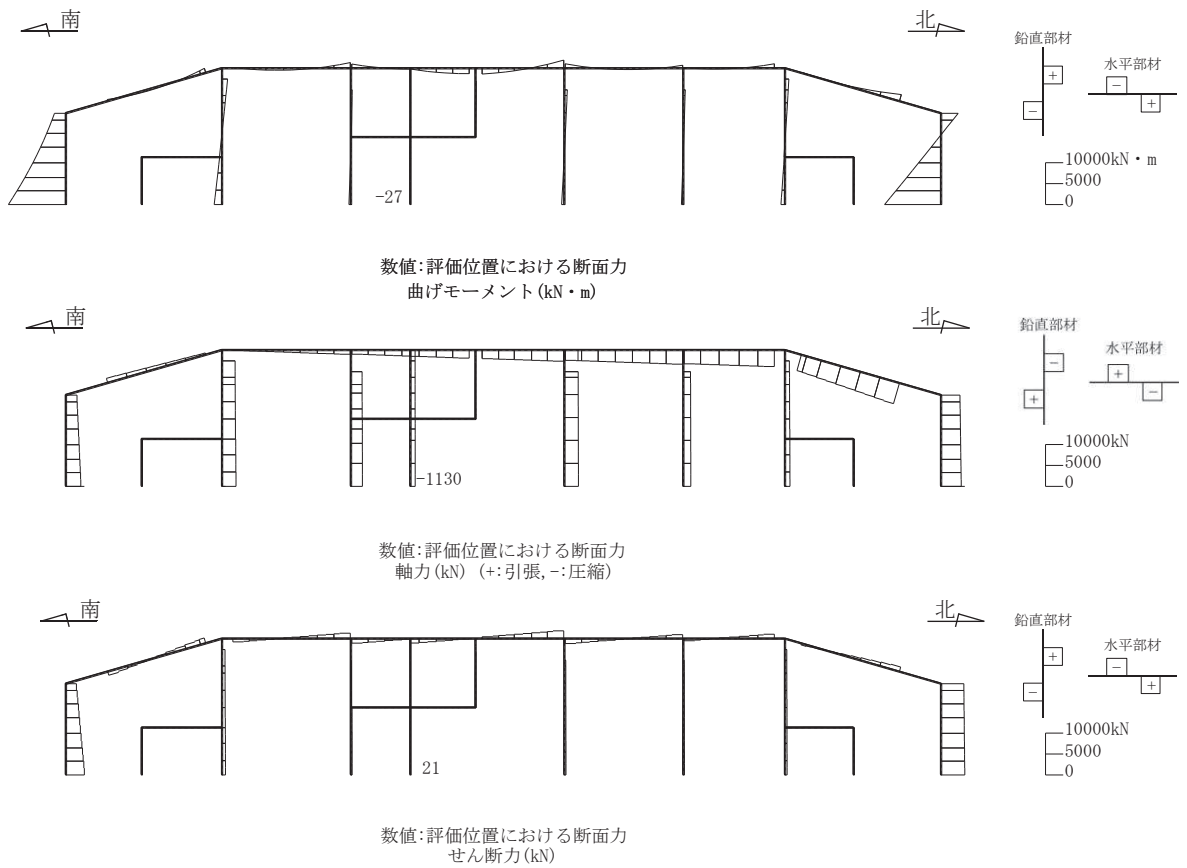 南
北
鉛直部材
水平部材
+
−
−
+
10000kN・m
5000
0
-27
数値:評価位置における断面力
曲げモーメント(kN・m)
南
北
鉛直部材
水平部材
−
+
+
−
10000kN
5000
0
-1130
数値:評価位置における断面力
軸力(kN) (+:引張,-:圧縮)
南
北
鉛直部材
水平部材
+
−
−
+
10000kN
5000
0
21
数値:評価位置における断面力
せん断力(kN)